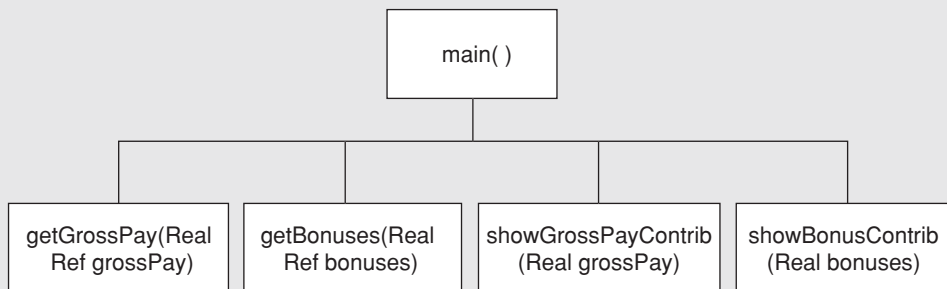 main( )
getGrossPay(Real
Ref grossPay)
getBonuses(Real
Ref bonuses)
showGrossPayContrib
(Real grossPay)
showBonusContrib
(Real bonuses)